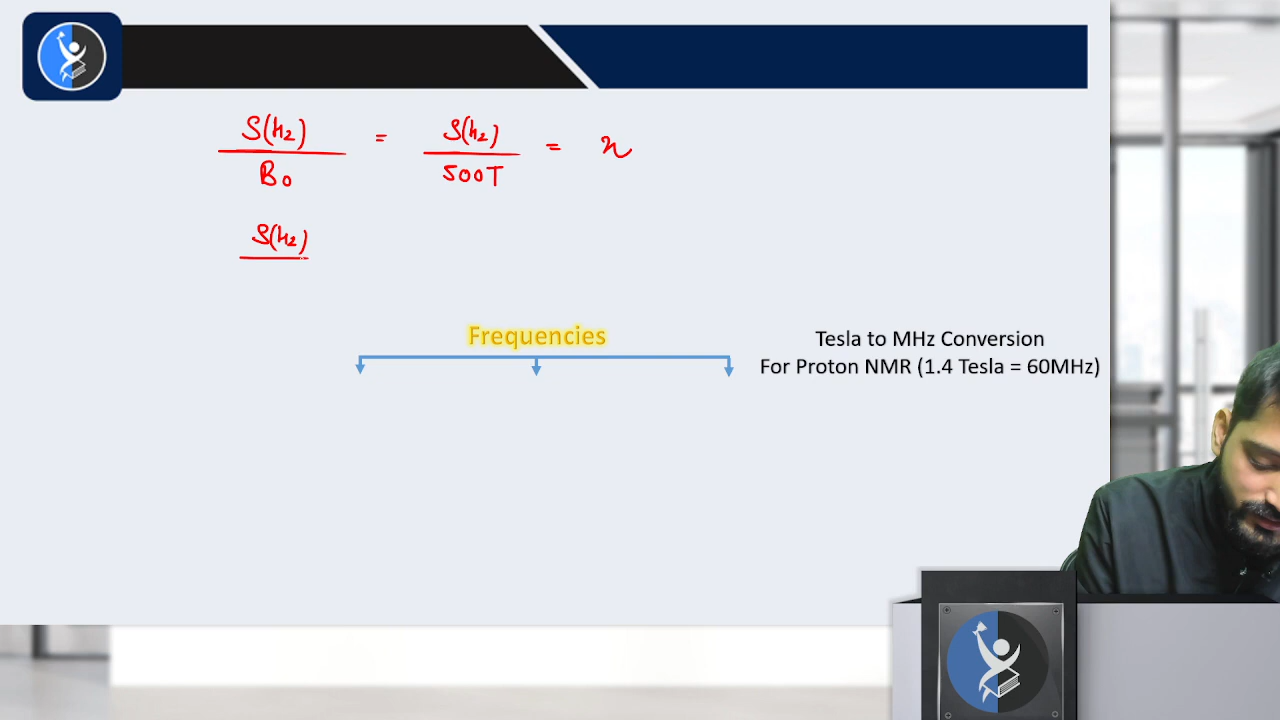 S(hz) / B0 = S(hz) / 500T = x
S(hz)
Frequencies
Tesla to MHz Conversion
For Proton NMR (1.4 Tesla = 60MHz)